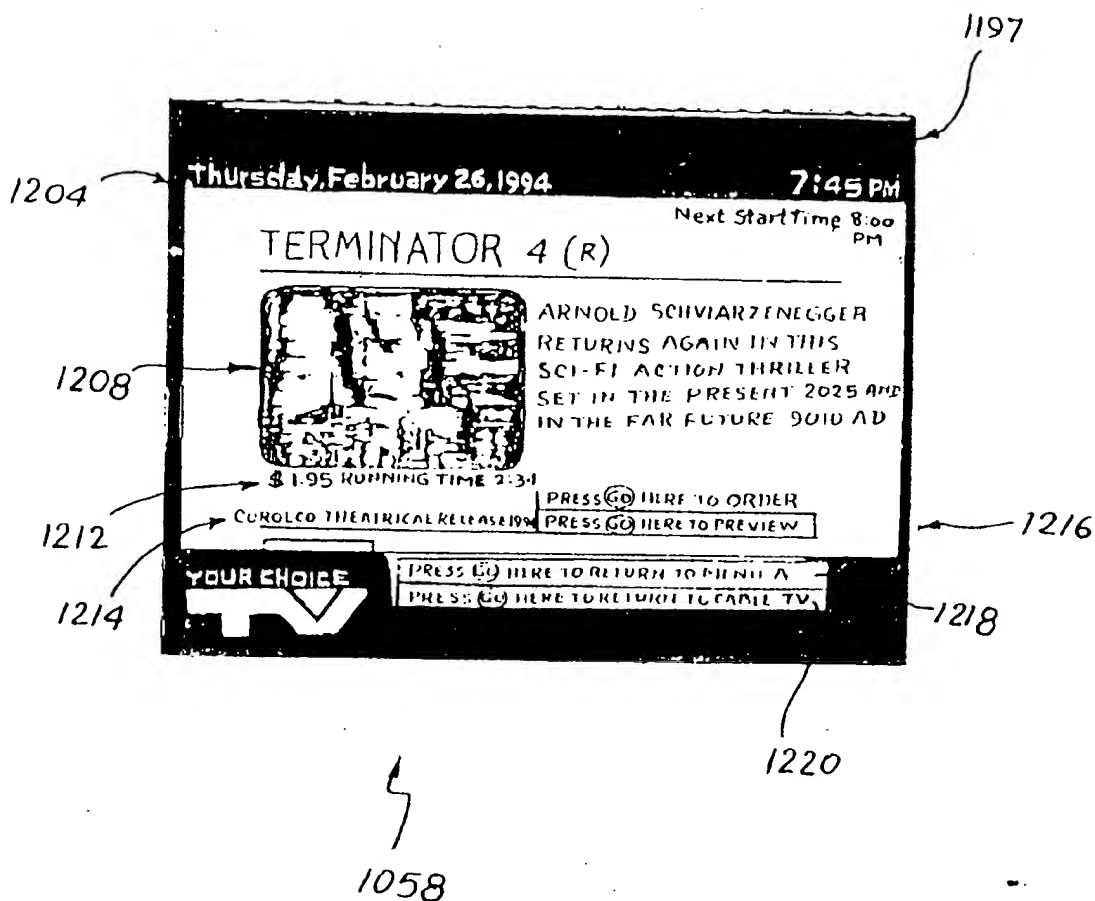 1197
1204
Thursday, February 26, 1994 7:45 PM
Next Start Time 8:00
PM
TERMINATOR 4 (R)
ARNOLD SCHWARZENEGGER
RETURNS AGAIN IN THIS
SCI-FI ACTION THRILLER
SET IN THE PRESENT 2025 AND
IN THE FAR FUTURE 9010 AD
1208
$1.95 RUNNING TIME 2:34
PRESS GO HERE TO ORDER
CUROLCO THEATRICAL RELEASE
PRESS GO HERE TO PREVIEW
1212
1216
1214
YOUR CHOICE
TV
PRESS GO HERE TO RETURN TO MENU A
PRESS GO HERE TO RETURN TO CABLE TV
1218
1220
1058